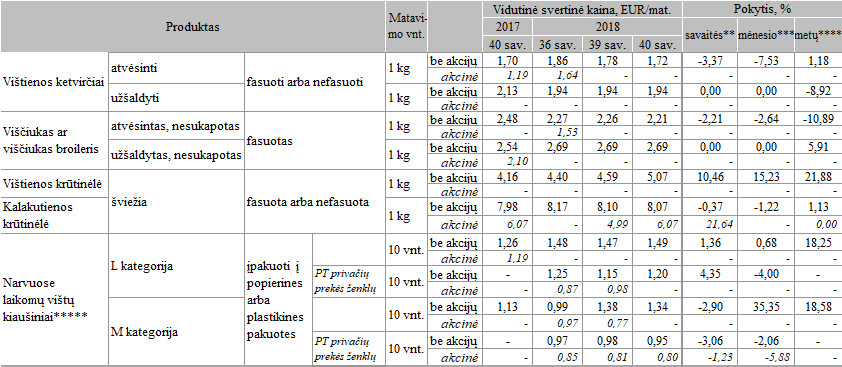 Produktas Matavi-mo vnt. Vidutinė svertinė kaina, EUR/mat. Pokytis, %
2017 2018 savaitės** mėnesio*** metų****
40 sav. 36 sav. 39 sav. 40 sav.
Vištienos ketvirčiai atvėsinti fasuoti arba nefasuoti 1 kg be akcijų 1,70 1,86 1,78 1,72 -3,37 -7,53 1,18
akcinė 1,19 1,64 - - - - -
užšaldyti 1 kg be akcijų 2,13 1,94 1,94 1,94 0,00 0,00 -8,92
akcinė - - - - - - -
Viščiukas ar viščiukas broileris atvėsintas, nesukapotas fasuotas 1 kg be akcijų 2,48 2,27 2,26 2,21 -2,21 -2,64 -10,89
akcinė - 1,53 - - - - -
užšaldytas, nesukapotas 1 kg be akcijų 2,54 2,69 2,69 2,69 0,00 0,00 5,91
akcinė 2,10 - - - - - -
Vištienos krūtinėlė šviežia fasuota arba nefasuota 1 kg be akcijų 4,16 4,40 4,59 5,07 10,46 15,23 21,88
akcinė - - - - - - -
Kalakutienos krūtinėlė 1 kg be akcijų 7,98 8,17 8,10 8,07 -0,37 -1,22 1,13
akcinė 6,07 - 4,99 6,07 21,64 - 0,00
Narvuose laikomų vištų kiaušiniai***** L kategorija įpakuoti į popierines arba plastikines pakuotes 10 vnt. be akcijų 1,26 1,48 1,47 1,49 1,36 0,68 18,25
akcinė 1,19 - - - - - -
PT privačių prekės ženklų 10 vnt. be akcijų - 1,25 1,15 1,20 4,35 -4,00 -
akcinė - 0,87 0,98 - - - -
M kategorija 10 vnt. be akcijų 1,13 0,99 1,38 1,34 -2,90 35,35 18,58
akcinė - 0,97 0,77 - - - -
PT privačių prekės ženklų 10 vnt. be akcijų - 0,97 0,98 0,95 -3,06 -2,06 -
akcinė - 0,85 0,81 0,80 -1,23 -5,88 -